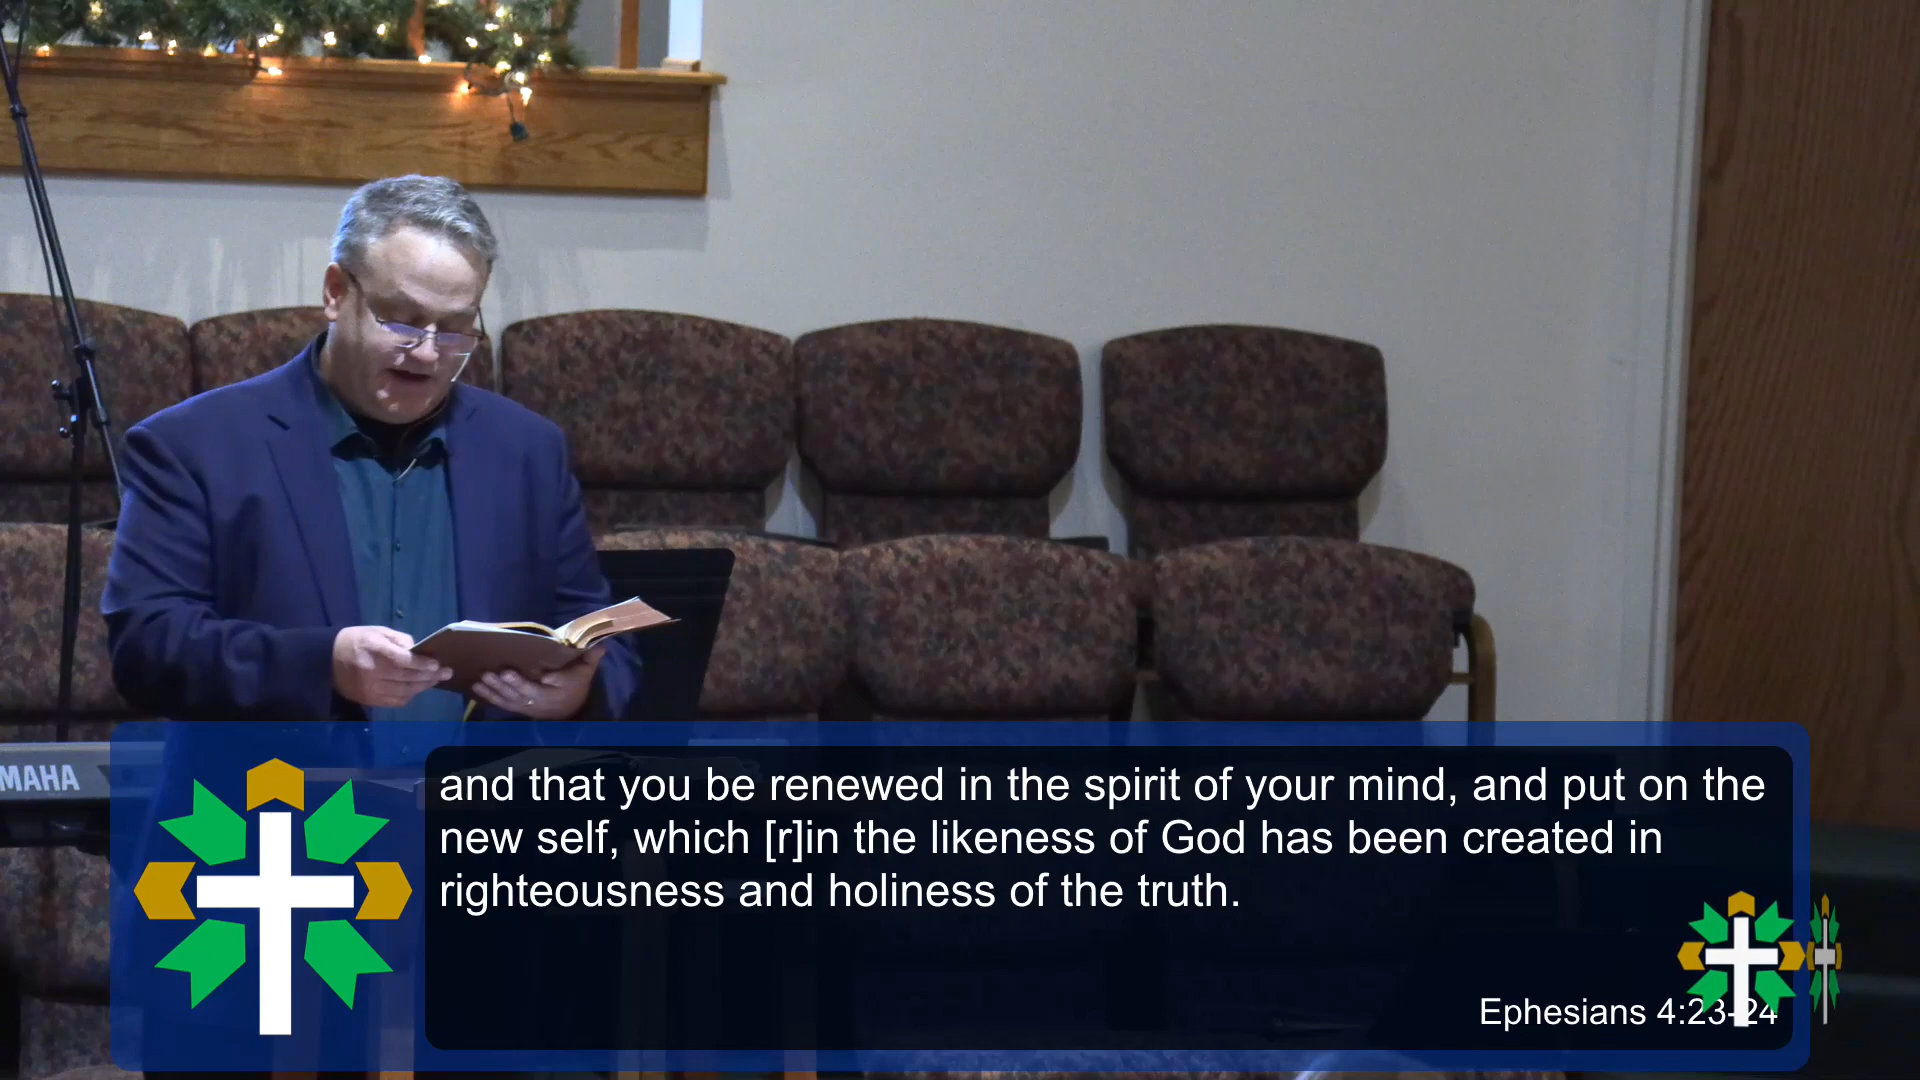 and that you be renewed in the spirit of your mind, and put on the
new self, which [r]in the likeness of God has been created in
righteousness and holiness of the truth.
Ephesians 4:23-24
MAHA